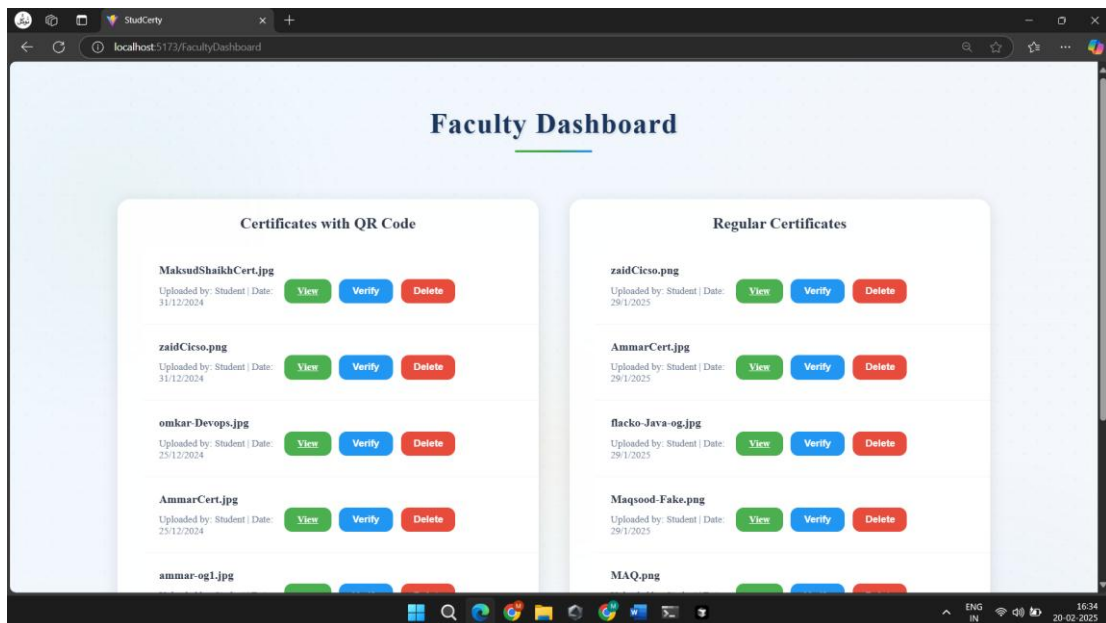 StudCerty
localhost:5173/FacultyDashboard
Faculty Dashboard
Certificates with QR Code
MaksudShaikhCert.jpg
Uploaded by: Student | Date:
31/12/2024
View
Verify
Delete
zaidCicso.png
Uploaded by: Student | Date:
31/12/2024
View
Verify
Delete
omkar-Devops.jpg
Uploaded by: Student | Date:
25/12/2024
View
Verify
Delete
AmmarCert.jpg
Uploaded by: Student | Date:
25/12/2024
View
Verify
Delete
ammar-og1.jpg
Regular Certificates
zaidCicso.png
Uploaded by: Student | Date:
29/1/2025
View
Verify
Delete
AmmarCert.jpg
Uploaded by: Student | Date:
29/1/2025
View
Verify
Delete
flacko-Java-og.jpg
Uploaded by: Student | Date:
29/1/2025
View
Verify
Delete
Maqsood-Fake.png
Uploaded by: Student | Date:
29/1/2025
View
Verify
Delete
MAQ.png
ENG
IN
16:34
20-02-2025